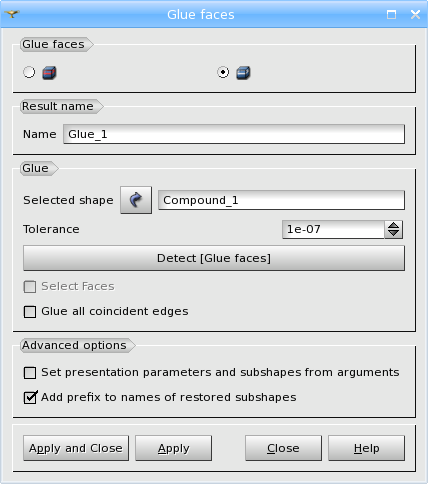 Glue faces
Glue faces
Result name
Name Glue_1
Glue
Selected shape Compound_1
Tolerance 1e-07
Detect [Glue faces]
Select Faces
Glue all coincident edges
Advanced options
Set presentation parameters and subshapes from arguments
Add prefix to names of restored subshapes
Apply and Close Apply Close Help